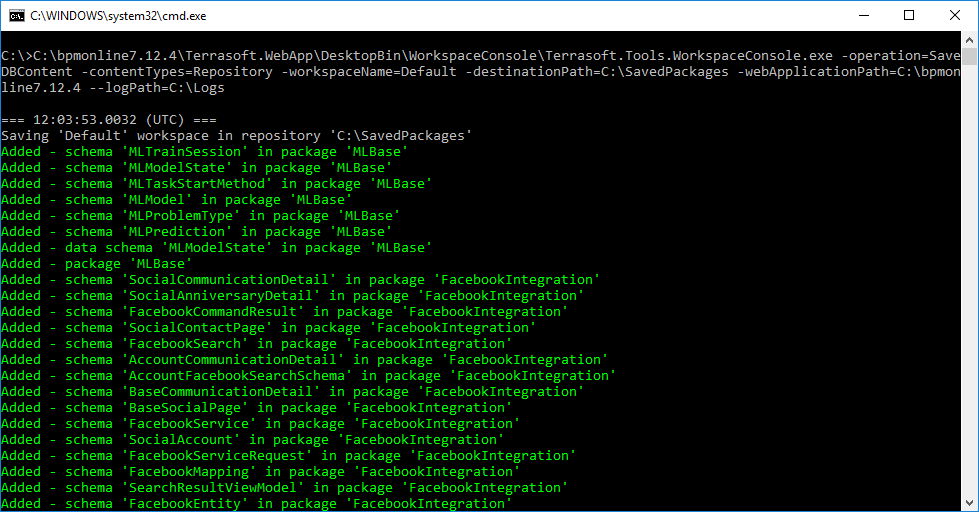 C:\WINDOWS\system32\cmd.exe
C:\>C:\bpmonline7.12.4\Terrasoft.WebApp\DesktopBin\WorkspaceConsole\Terrasoft.Tools.WorkspaceConsole.exe -operation=Save
DBContent -contentTypes=Repository -workspaceName=Default -destinationPath=C:\SavedPackages -webApplicationPath=C:\bpmon
line7.12.4 --logPath=C:\Logs
=== 12:03:53.0032 (UTC) ===
Saving 'Default' workspace in repository 'C:\SavedPackages'
Added - schema 'MLTrainSession' in package 'MLBase'
Added - schema 'MLModelState' in package 'MLBase'
Added - schema 'MLTaskStartMethod' in package 'MLBase'
Added - schema 'MLModel' in package 'MLBase'
Added - schema 'MLProblemType' in package 'MLBase'
Added - schema 'MLPrediction' in package 'MLBase'
Added - data schema 'MLModelState' in package 'MLBase'
Added - package 'MLBase'
Added - schema 'SocialCommunicationDetail' in package 'FacebookIntegration'
Added - schema 'SocialAnniversaryDetail' in package 'FacebookIntegration'
Added - schema 'FacebookCommandResult' in package 'FacebookIntegration'
Added - schema 'SocialContactPage' in package 'FacebookIntegration'
Added - schema 'FacebookSearch' in package 'FacebookIntegration'
Added - schema 'AccountCommunicationDetail' in package 'FacebookIntegration'
Added - schema 'AccountFacebookSearchSchema' in package 'FacebookIntegration'
Added - schema 'BaseCommunicationDetail' in package 'FacebookIntegration'
Added - schema 'BaseSocialPage' in package 'FacebookIntegration'
Added - schema 'FacebookService' in package 'FacebookIntegration'
Added - schema 'SocialAccount' in package 'FacebookIntegration'
Added - schema 'FacebookServiceRequest' in package 'FacebookIntegration'
Added - schema 'FacebookMapping' in package 'FacebookIntegration'
Added - schema 'SearchResultViewModel' in package 'FacebookIntegration'
Added - schema 'FacebookEntity' in package 'FacebookIntegration'